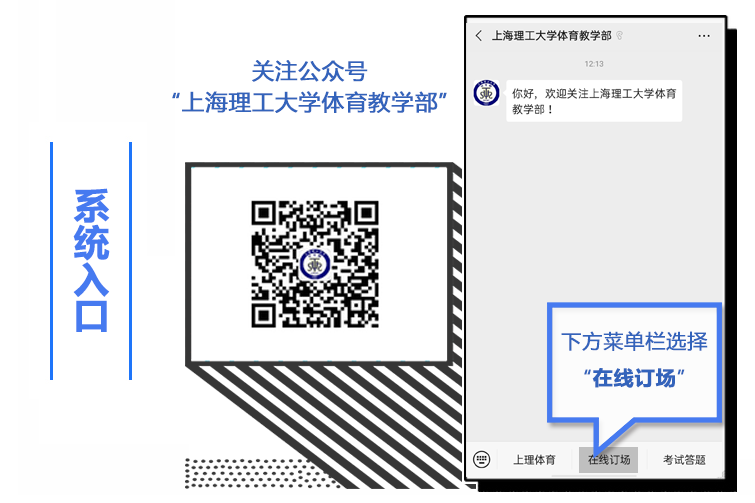 系统入口
关注公众号
“上海理工大学体育教学部”
上海理工大学体育教学部
12:13
你好，欢迎关注上海理工大学体育
教学部！
下方菜单栏选择
“在线订场”
上理体育
在线订场
考试答题